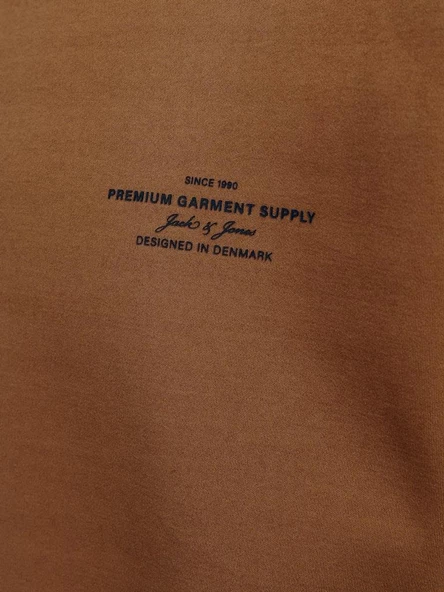 SINCE 1990
PREMIUM GARMENT SUPPLY
Jack & Jones
DESIGNED IN DENMARK